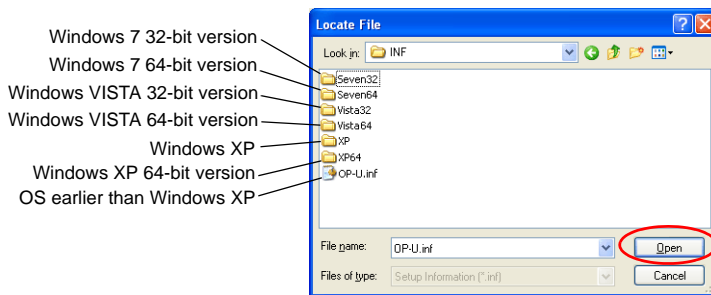 Locate File
Look in: INF
Windows 7 32-bit version
Windows 7 64-bit version
Windows VISTA 32-bit version
Windows VISTA 64-bit version
Windows XP
Windows XP 64-bit version
OS earlier than Windows XP
Seven32
Seven64
Vista32
Vista64
XP
XP64
OP-U.inf
File name: OP-U.inf
Open
Files of type: Setup Information (*.inf)
Cancel